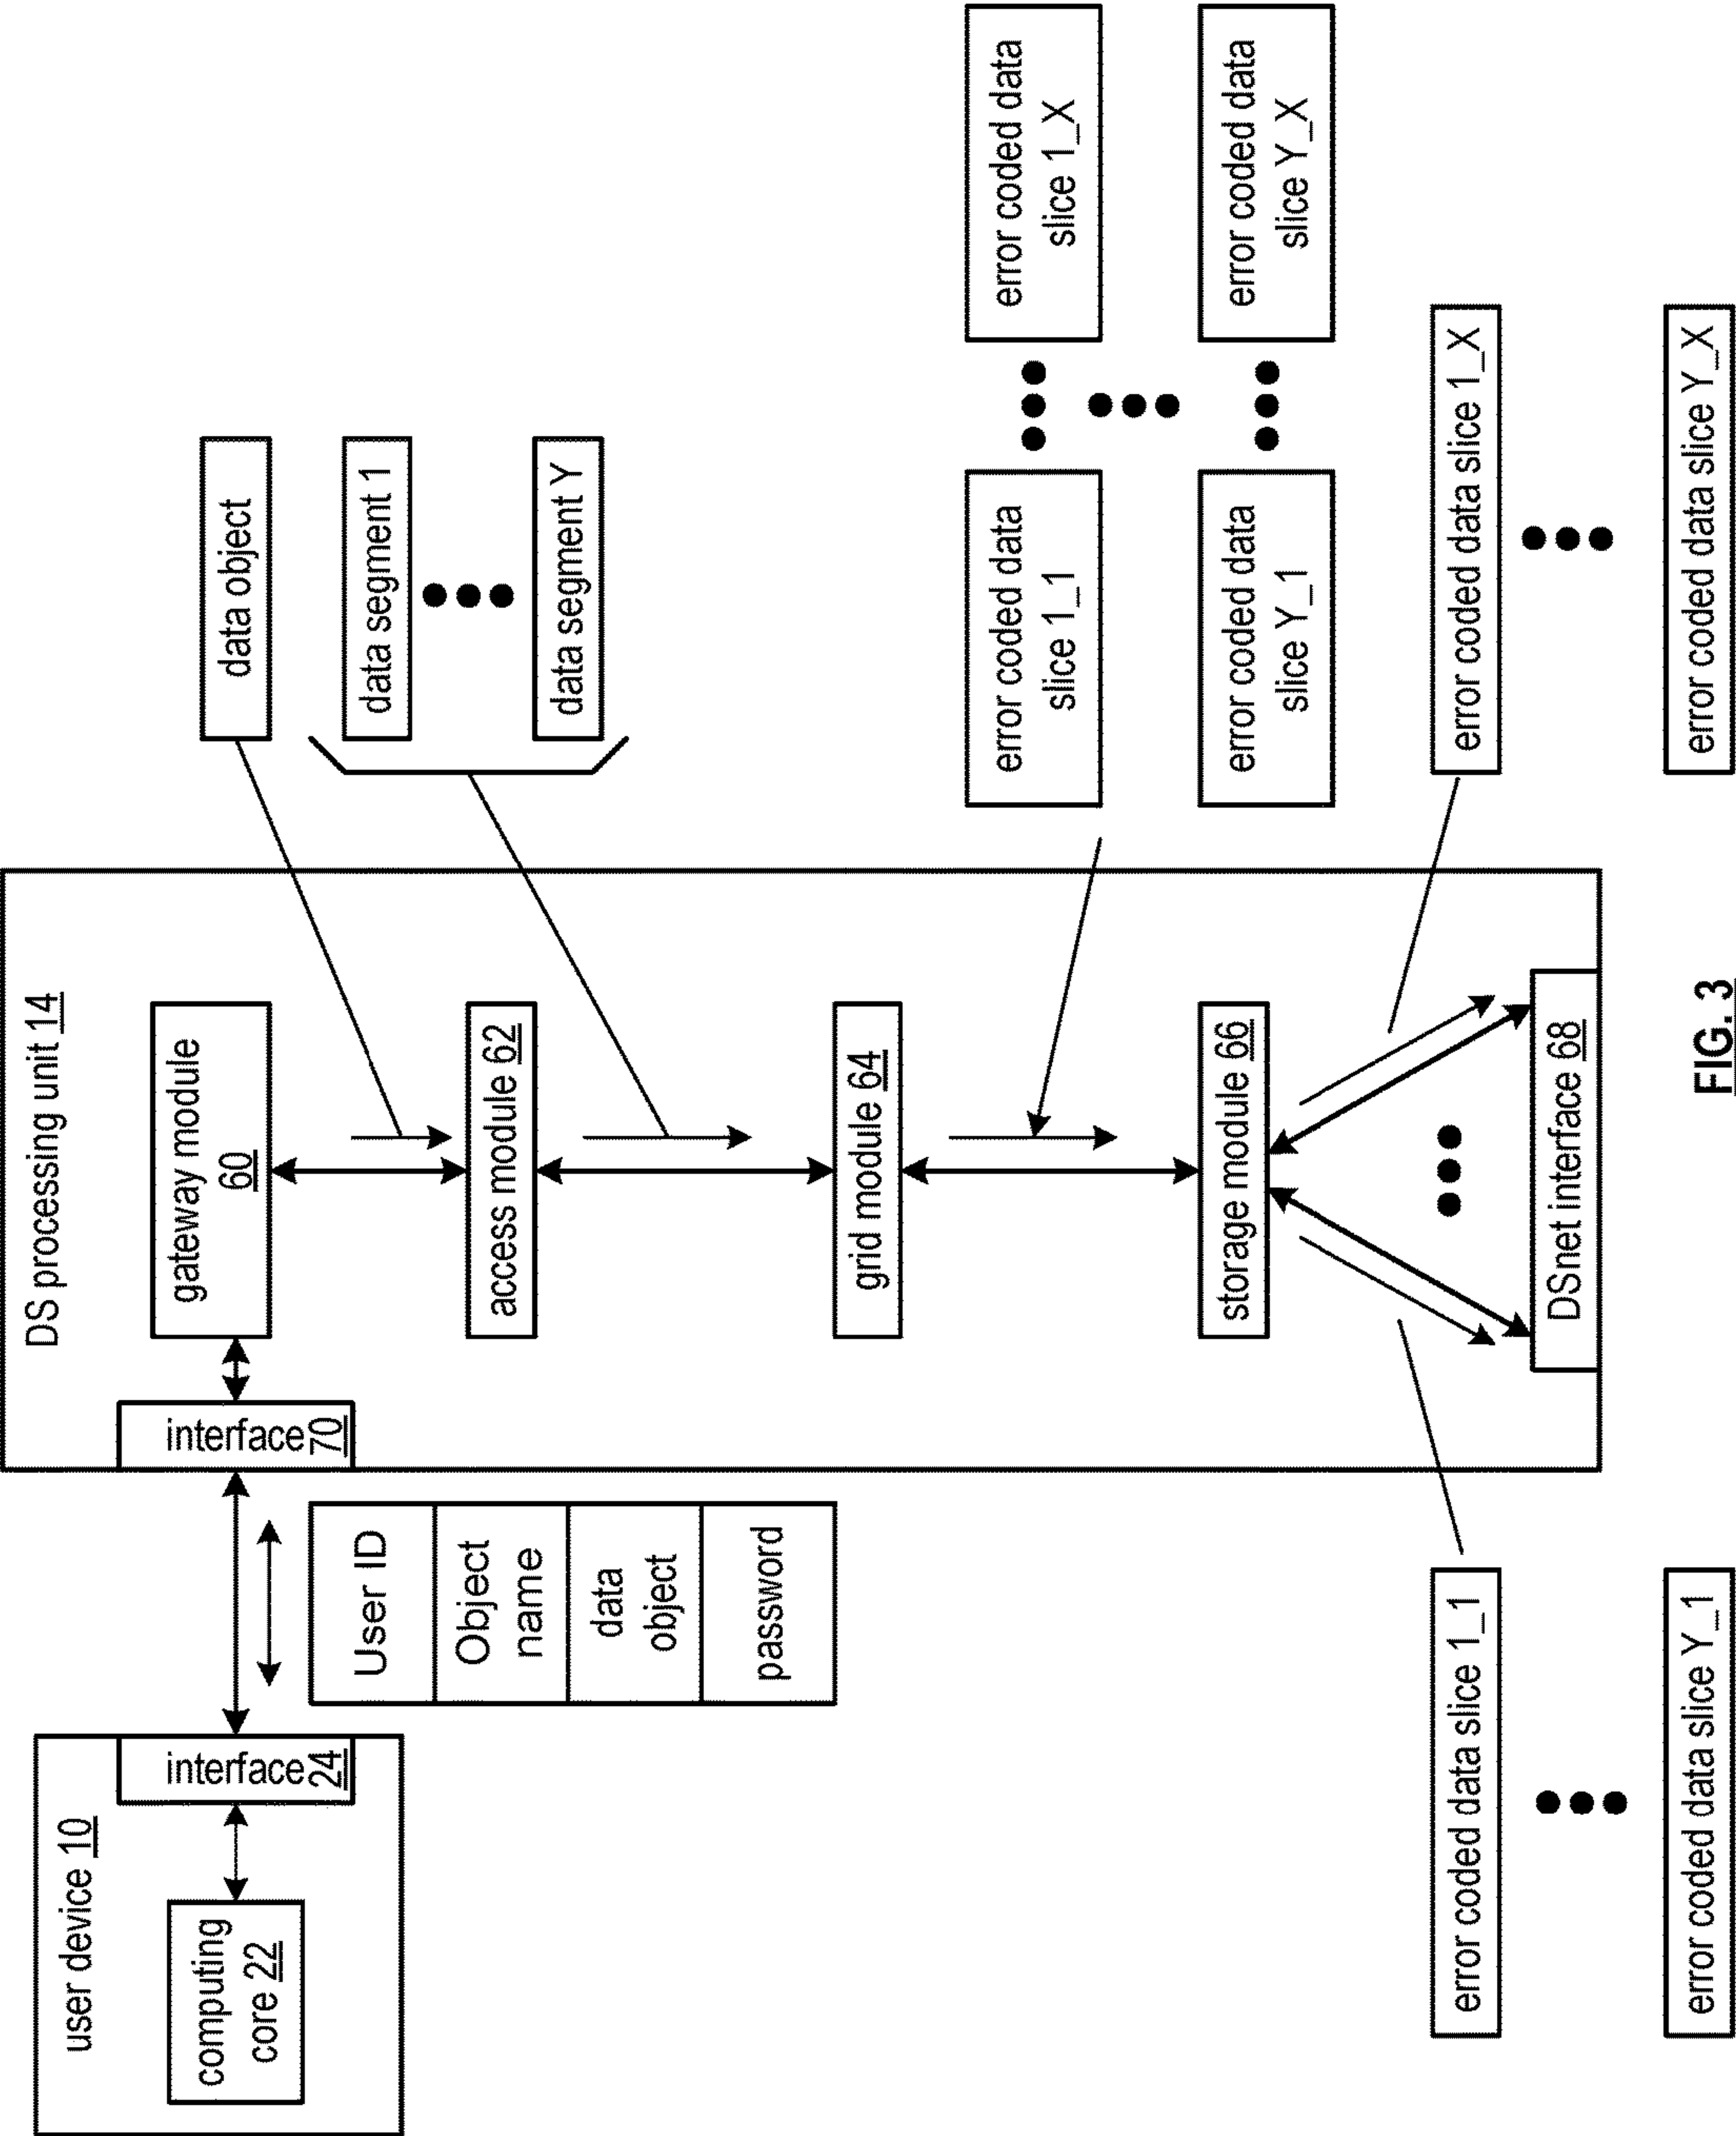 user device 10
computing
core 22
interface 24
User ID
Object
name
data
object
password
DS processing unit 14
interface 70
gateway module
60
access module 62
grid module 64
storage module 66
DSnet interface 68
data object
data segment 1
data segment Y
error coded data
slice 1_1
error coded data
slice 1_X
error coded data
slice Y_1
error coded data
slice Y_X
error coded data slice 1_1
error coded data slice Y_1
error coded data slice 1_X
error coded data slice Y_X
FIG. 3